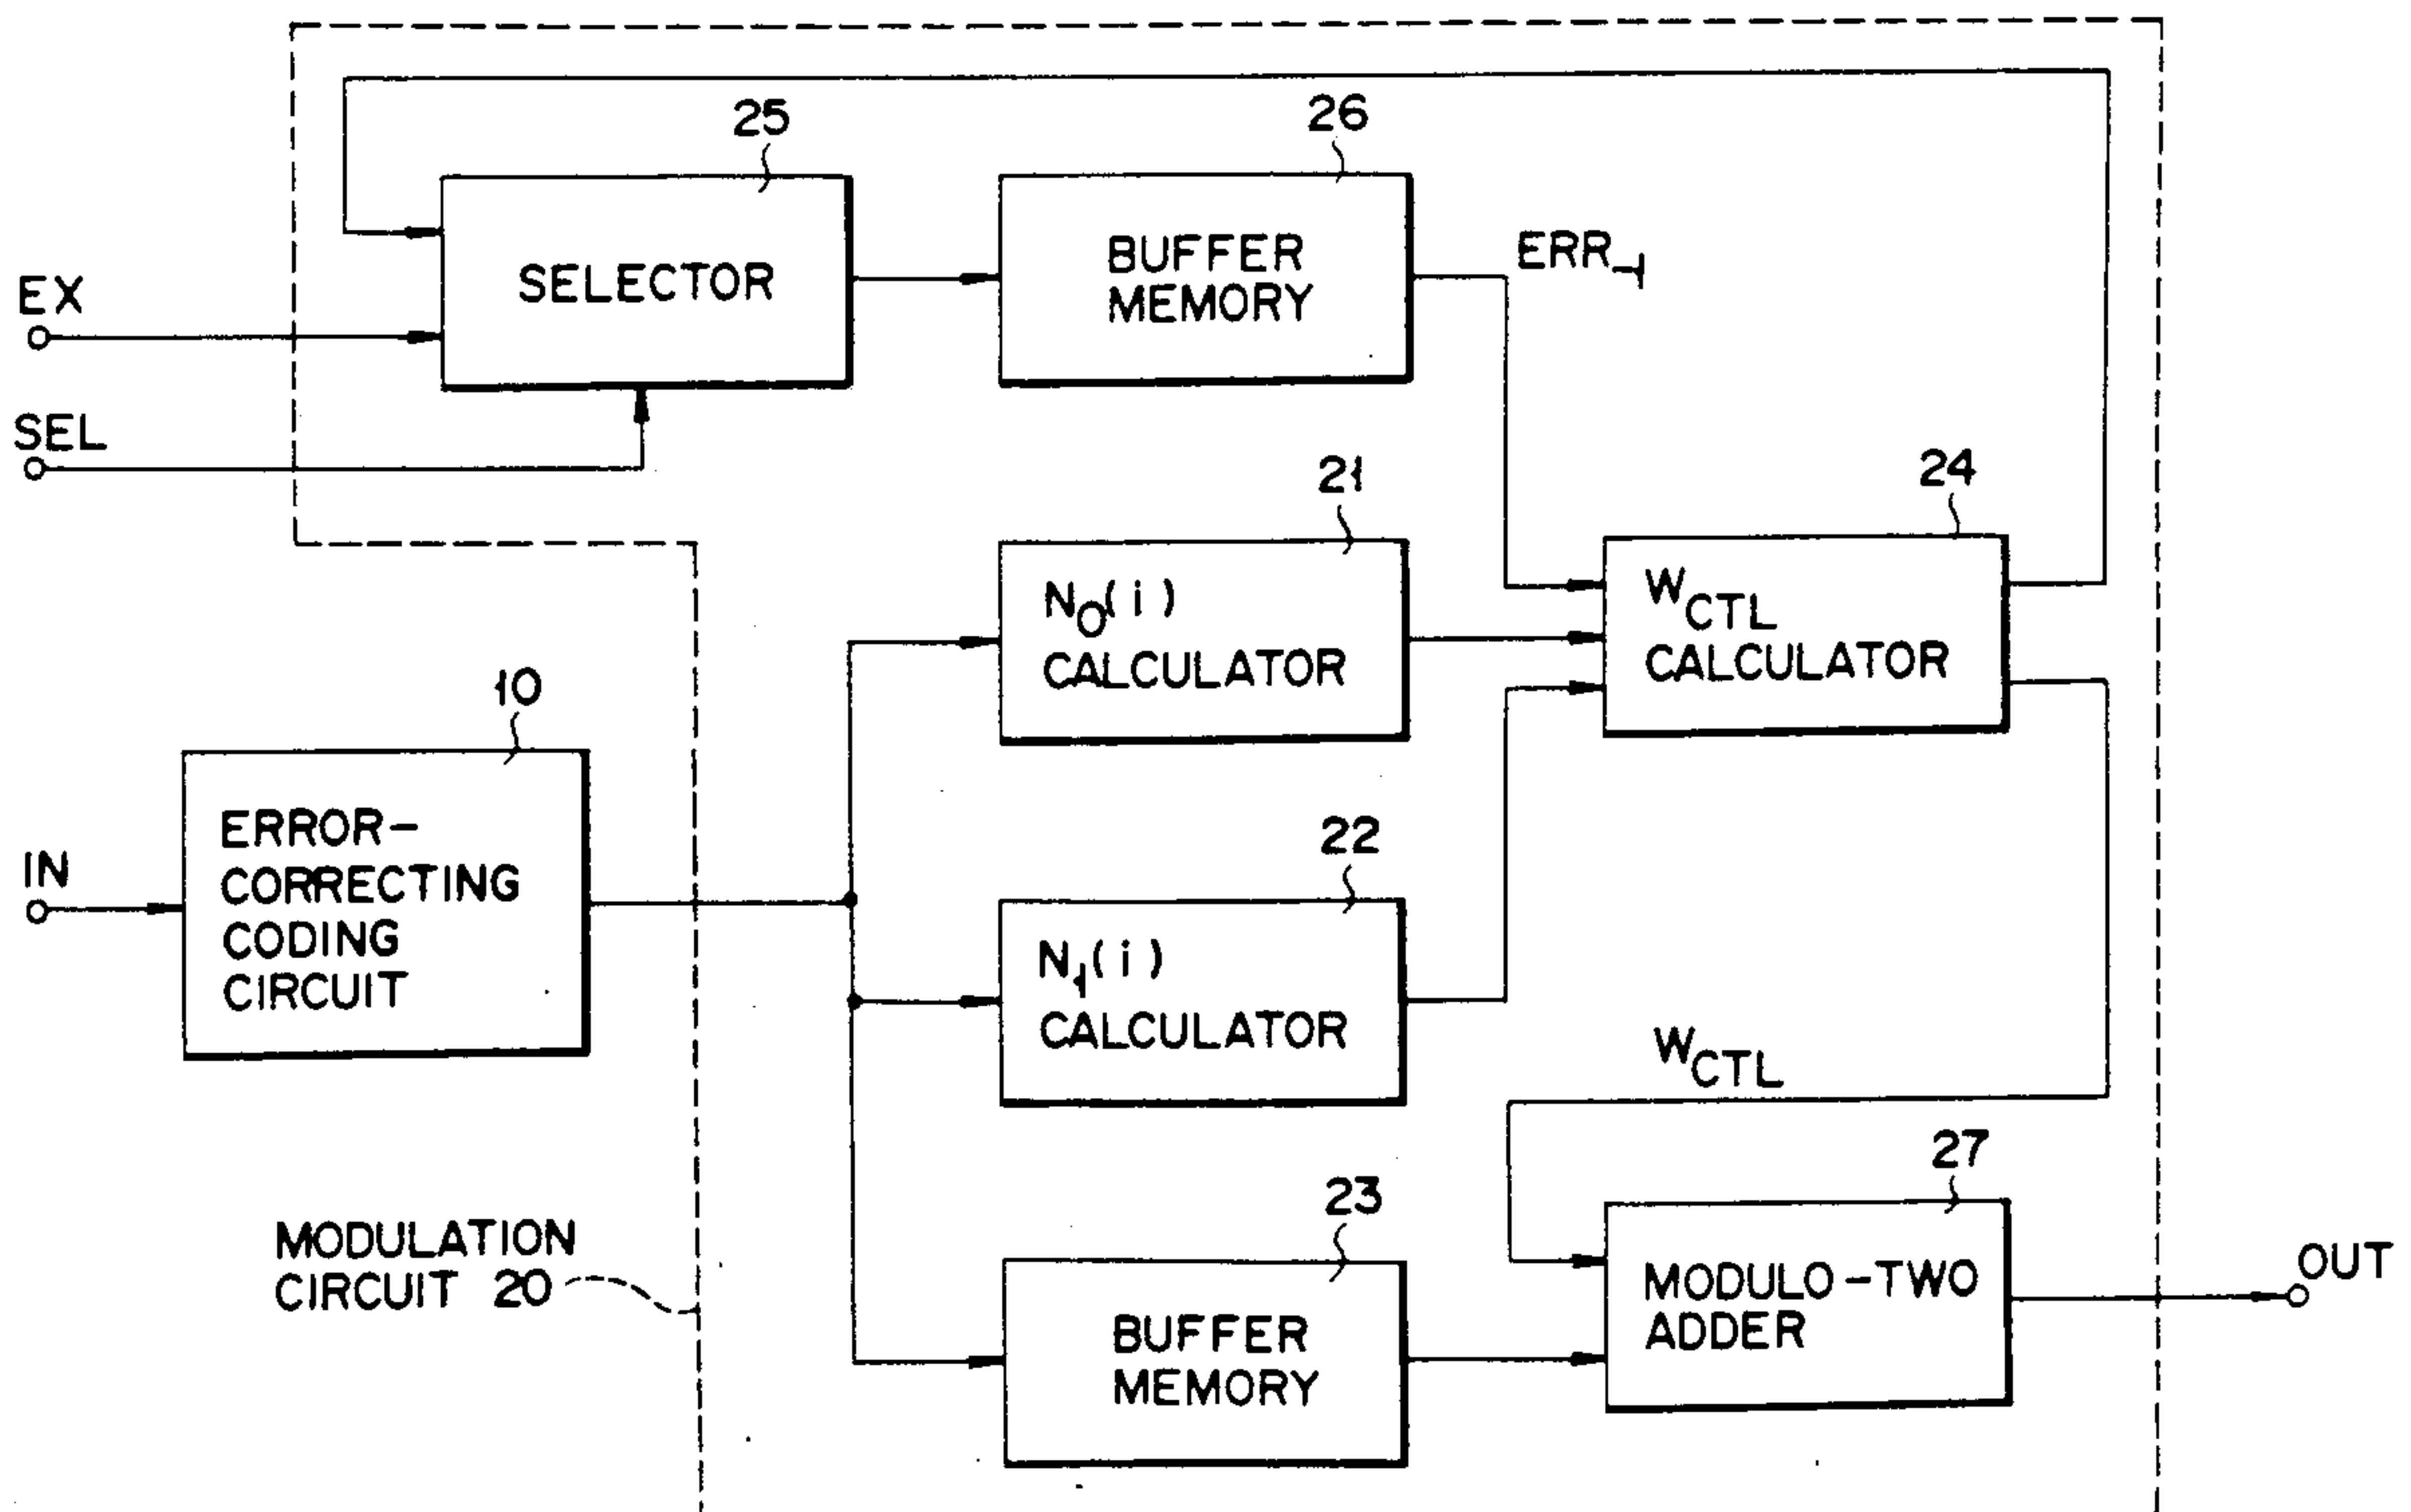 25
26
SELECTOR
BUFFER
MEMORY
ERR-1
EX
SEL
21
24
N0(i)
CALCULATOR
WCTL
CALCULATOR
10
ERROR-
CORRECTING
CODING
CIRCUIT
IN
22
N1(i)
CALCULATOR
WCTL
23
27
MODULATION
CIRCUIT 20
BUFFER
MEMORY
MODULO-TWO
ADDER
OUT